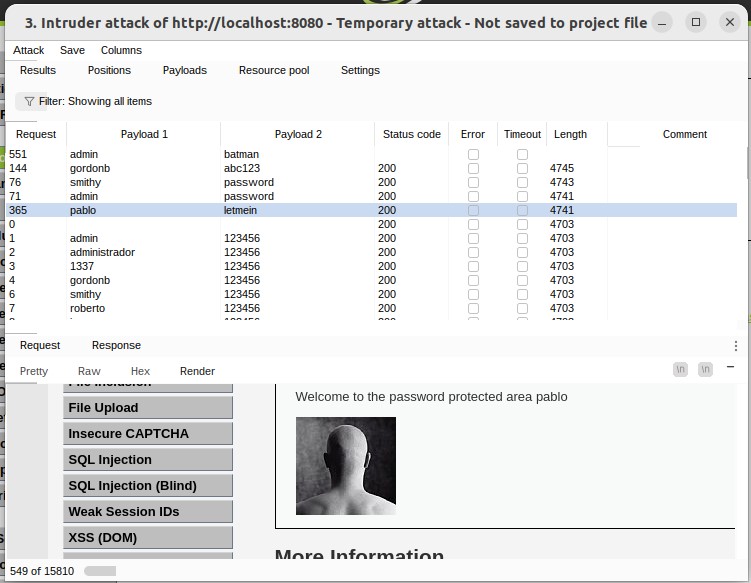 3. Intruder attack of http://localhost:8080 - Temporary attack - Not saved to project file
Attack Save Columns
Results Positions Payloads Resource pool Settings
Filter: Showing all items
Request Payload 1 Payload 2 Status code Error Timeout Length Comment
551 admin batman
144 gordonb abc123 200 4745
76 smithy password 200 4743
71 admin password 200 4741
365 pablo letmein 200 4741
0 200 4703
1 admin 123456 200 4703
2 administrador 123456 200 4703
3 1337 123456 200 4703
4 gordonb 123456 200 4703
6 smithy 123456 200 4703
7 roberto 123456 200 4703
Request Response
Pretty Raw Hex Render
\n \n
File Inclusion
File Upload
Insecure CAPTCHA
SQL Injection
SQL Injection (Blind)
Weak Session IDs
XSS (DOM)
Welcome to the password protected area pablo
More Information
549 of 15810